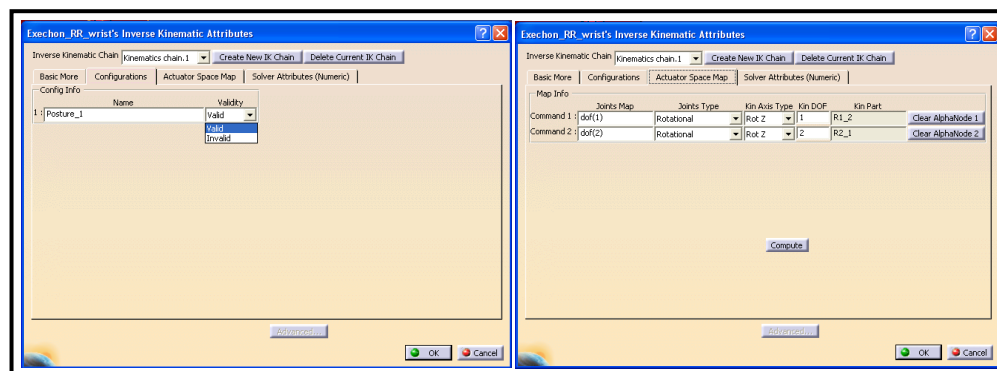 Exechon_RR_wrist's Inverse Kinematic Attributes
Inverse Kinematic Chain Kinematics chain.1 Create New IK Chain Delete Current IK Chain
Basic More Configurations Actuator Space Map Solver Attributes (Numeric)
Config Info
Name Validity
1 : Posture_1 Valid
Valid
Invalid
Advanced...
OK Cancel
Exechon_RR_wrist's Inverse Kinematic Attributes
Inverse Kinematic Chain Kinematics chain.1 Create New IK Chain Delete Current IK Chain
Basic More Configurations Actuator Space Map Solver Attributes (Numeric)
Map Info
Joints Map Joints Type Kin Axis Type Kin DOF Kin Part
Command 1 : dof(1) Rotational Rot Z 1 R1_2 Clear AlphaNode 1
Command 2 : dof(2) Rotational Rot Z 2 R2_1 Clear AlphaNode 2
Compute
Advanced...
OK Cancel